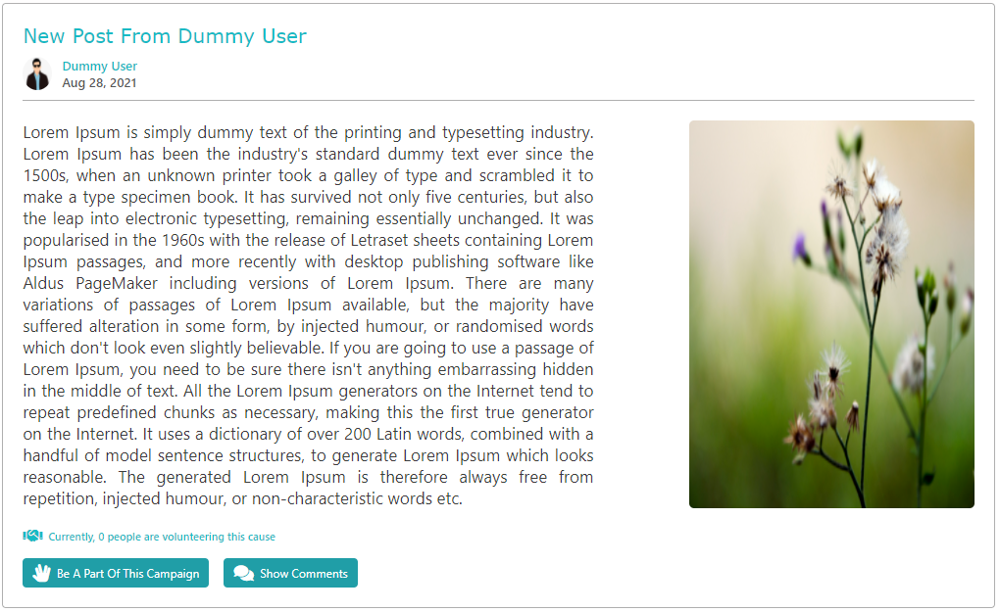 New Post From Dummy User
Dummy User
Aug 28, 2021
Lorem Ipsum is simply dummy text of the printing and typesetting industry.
Lorem Ipsum has been the industry's standard dummy text ever since the
1500s, when an unknown printer took a galley of type and scrambled it to
make a type specimen book. It has survived not only five centuries, but also
the leap into electronic typesetting, remaining essentially unchanged. It was
popularised in the 1960s with the release of Letraset sheets containing Lorem
Ipsum passages, and more recently with desktop publishing software like
Aldus PageMaker including versions of Lorem Ipsum. There are many
variations of passages of Lorem Ipsum available, but the majority have
suffered alteration in some form, by injected humour, or randomised words
which don't look even slightly believable. If you are going to use a passage of
Lorem Ipsum, you need to be sure there isn't anything embarrassing hidden
in the middle of text. All the Lorem Ipsum generators on the Internet tend to
repeat predefined chunks as necessary, making this the first true generator
on the Internet. It uses a dictionary of over 200 Latin words, combined with a
handful of model sentence structures, to generate Lorem Ipsum which looks
reasonable. The generated Lorem Ipsum is therefore always free from
repetition, injected humour, or non-characteristic words etc.
Currently, 0 people are volunteering this cause
Be A Part Of This Campaign
Show Comments